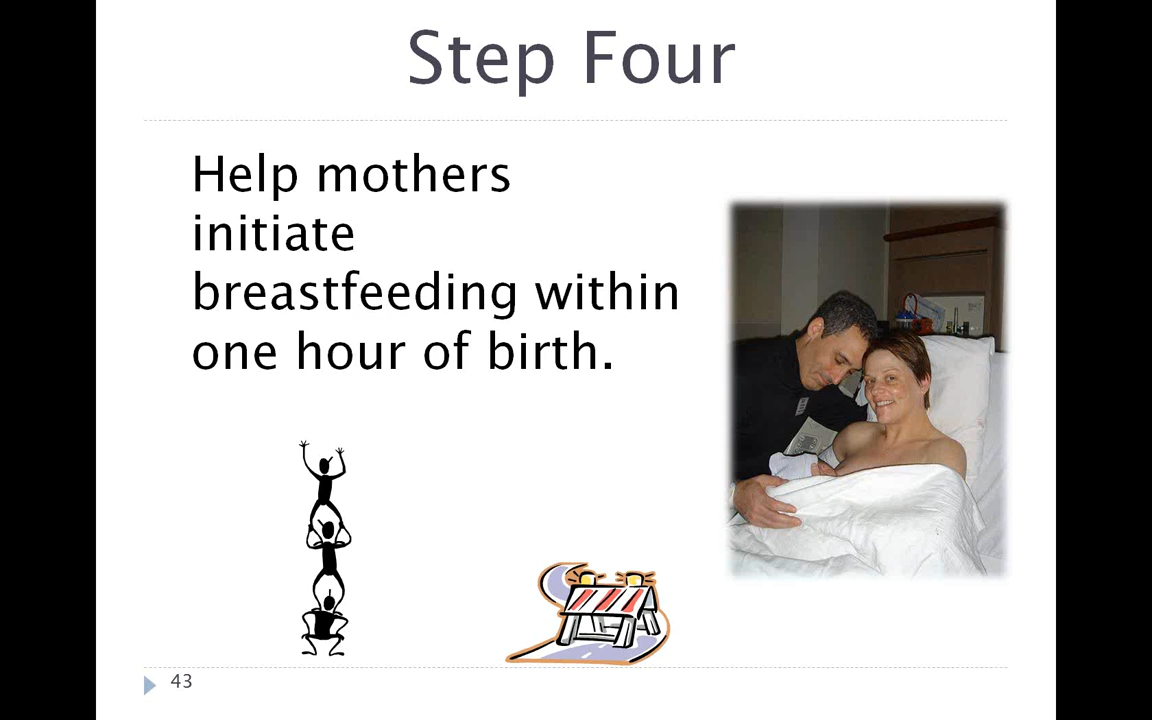 Step Four
Help mothers
initiate
breastfeeding within
one hour of birth.
43